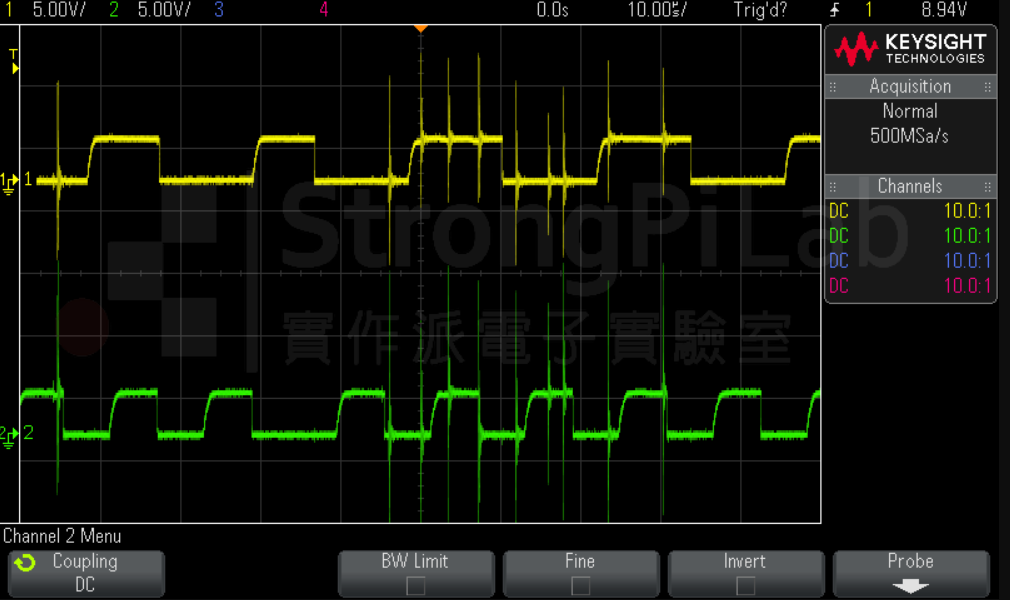 1 5.00V/ 2 5.00V/ 3 4 0.0s 10.00µs/ Trig'd? 1 8.94V
KEYSIGHT
TECHNOLOGIES
Acquisition
Normal
500MSa/s
Channels
DC 10.0:1
DC 10.0:1
DC 10.0:1
DC 10.0:1
T
1 1
StrongPiLab
實作派電子實驗室
2 2
Channel 2 Menu
Coupling
DC
BW Limit
Fine
Invert
Probe